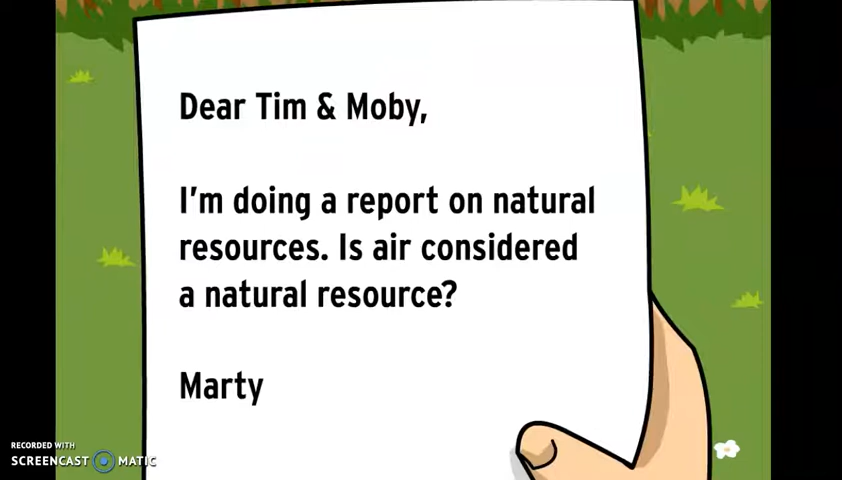 Dear Tim & Moby,
I'm doing a report on natural
resources. Is air considered
a natural resource?
Marty
RECORDED WITH
SCREENCAST MATIC